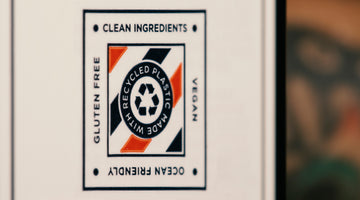 CLEAN INGREDIENTS
GLUTEN FREE
VEGAN
MADE WITH RECYCLED PLASTIC
OCEAN FRIENDLY